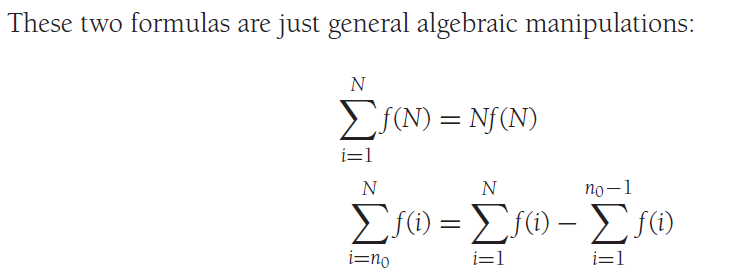 These two formulas are just general algebraic manipulations:
N
∑ f(N) = Nf(N)
i=1
N N n₀−1
∑ f(i) = ∑ f(i) − ∑ f(i)
i=n₀ i=1 i=1